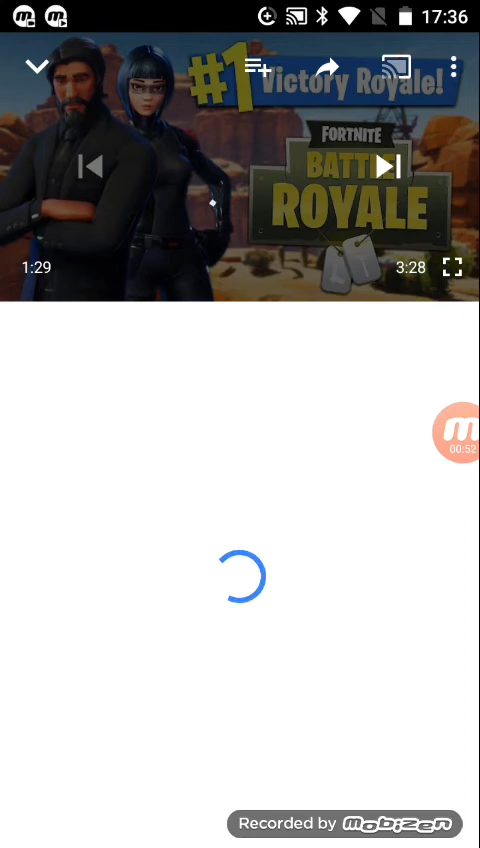 17:36
#1 Victory Royale!
FORTNITE
BATTLE
ROYALE
1:29
3:28
00:52
Recorded by mobizen